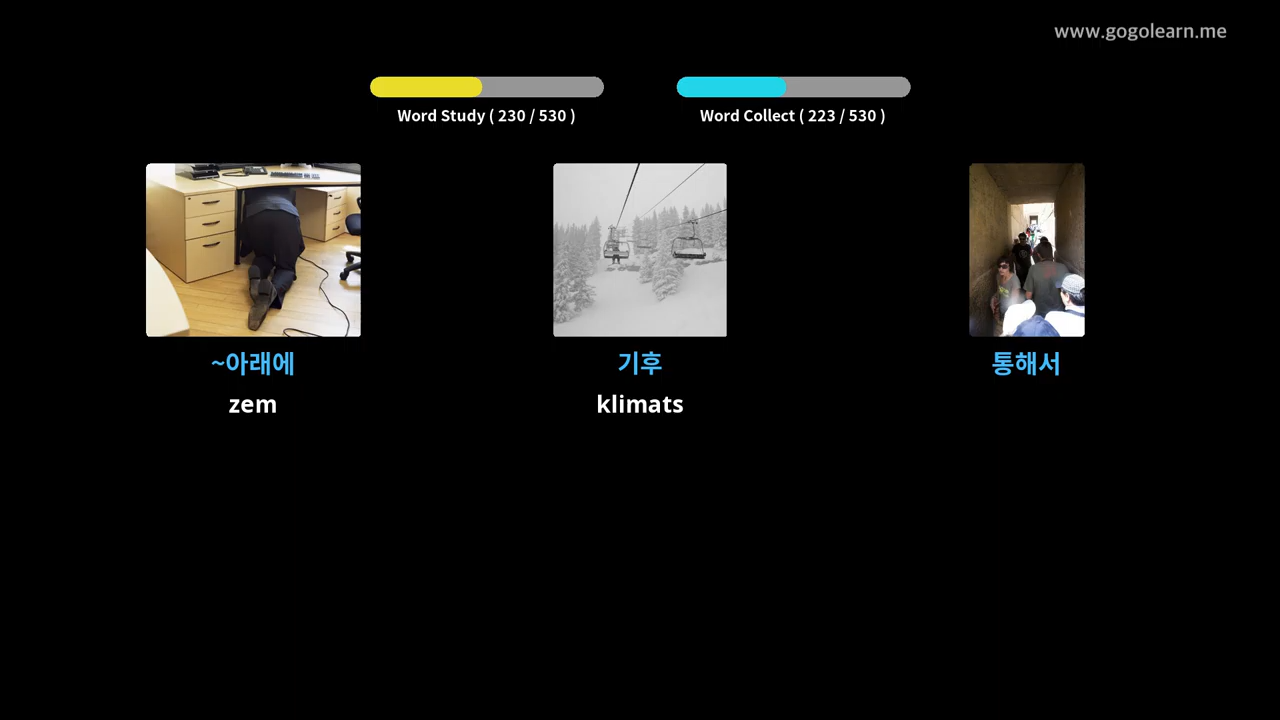 www.gogolearn.me
Word Study ( 230 / 530 )
Word Collect ( 223 / 530 )
~아래에
기후
통해서
zem
klimats